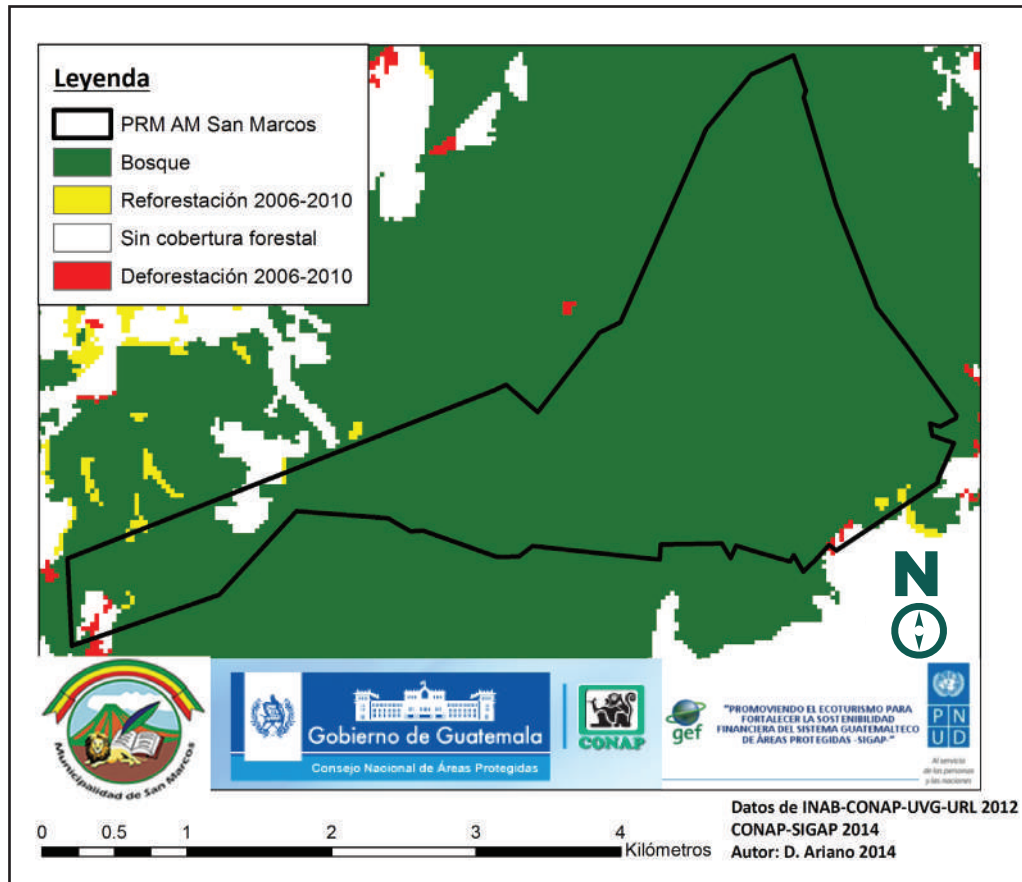 Leyenda
PRM AM San Marcos
Bosque
Reforestación 2006-2010
Sin cobertura forestal
Deforestación 2006-2010
N
Municipalidad de San Marcos
Gobierno de Guatemala
Consejo Nacional de Áreas Protegidas
CONAP
gef
"PROMOVIENDO EL ECOTURISMO PARA
FORTALECER LA SOSTENIBILIDAD
FINANCIERA DEL SISTEMA GUATEMALTECO
DE ÁREAS PROTEGIDAS -SIGAP-"
P N
U D
Al servicio
de las personas
y las naciones
0 0.5 1 2 3 4
Kilómetros
Datos de INAB-CONAP-UVG-URL 2012
CONAP-SIGAP 2014
Autor: D. Ariano 2014